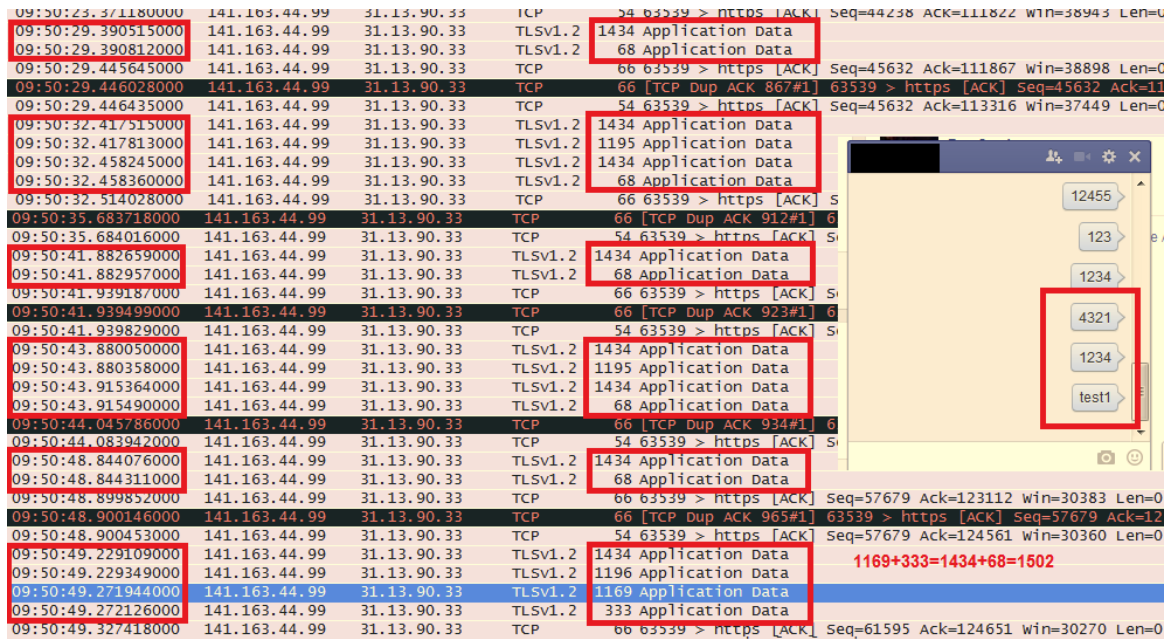 09:50:23.371180000 141.163.44.99 31.13.90.33 TCP 54 63539 > https [ACK] Seq=44238 Ack=111822 Win=38943 Len=0
09:50:29.390515000 141.163.44.99 31.13.90.33 TLSv1.2 1434 Application Data
09:50:29.390812000 141.163.44.99 31.13.90.33 TLSv1.2 68 Application Data
09:50:29.445645000 141.163.44.99 31.13.90.33 TCP 66 63539 > https [ACK] Seq=45632 Ack=111867 Win=38898 Len=0
09:50:29.446028000 141.163.44.99 31.13.90.33 TCP 66 [TCP Dup ACK 867#1] 63539 > https [ACK] Seq=45632 Ack=11
09:50:29.446435000 141.163.44.99 31.13.90.33 TCP 54 63539 > https [ACK] Seq=45632 Ack=113316 Win=37449 Len=0
09:50:32.417515000 141.163.44.99 31.13.90.33 TLSv1.2 1434 Application Data
09:50:32.417813000 141.163.44.99 31.13.90.33 TLSv1.2 1195 Application Data
09:50:32.458245000 141.163.44.99 31.13.90.33 TLSv1.2 1434 Application Data
09:50:32.458360000 141.163.44.99 31.13.90.33 TLSv1.2 68 Application Data
09:50:32.514028000 141.163.44.99 31.13.90.33 TCP 66 63539 > https [ACK] S
09:50:35.683718000 141.163.44.99 31.13.90.33 TCP 66 [TCP Dup ACK 912#1] 6
09:50:35.684016000 141.163.44.99 31.13.90.33 TCP 54 63539 > https [ACK] S
09:50:41.882659000 141.163.44.99 31.13.90.33 TLSv1.2 1434 Application Data
09:50:41.882957000 141.163.44.99 31.13.90.33 TLSv1.2 68 Application Data
09:50:41.939187000 141.163.44.99 31.13.90.33 TCP 66 63539 > https [ACK] S
09:50:41.939499000 141.163.44.99 31.13.90.33 TCP 66 [TCP Dup ACK 923#1] 6
09:50:41.939829000 141.163.44.99 31.13.90.33 TCP 54 63539 > https [ACK] S
09:50:43.880050000 141.163.44.99 31.13.90.33 TLSv1.2 1434 Application Data
09:50:43.880358000 141.163.44.99 31.13.90.33 TLSv1.2 1195 Application Data
09:50:43.915364000 141.163.44.99 31.13.90.33 TLSv1.2 1434 Application Data
09:50:43.915490000 141.163.44.99 31.13.90.33 TLSv1.2 68 Application Data
09:50:44.045786000 141.163.44.99 31.13.90.33 TCP 66 [TCP Dup ACK 934#1] 6
09:50:44.083942000 141.163.44.99 31.13.90.33 TCP 54 63539 > https [ACK] S
09:50:48.844076000 141.163.44.99 31.13.90.33 TLSv1.2 1434 Application Data
09:50:48.844311000 141.163.44.99 31.13.90.33 TLSv1.2 68 Application Data
09:50:48.899852000 141.163.44.99 31.13.90.33 TCP 66 63539 > https [ACK] Seq=57679 Ack=123112 Win=30383 Len=0
09:50:48.900146000 141.163.44.99 31.13.90.33 TCP 66 [TCP Dup ACK 965#1] 63539 > https [ACK] Seq=57679 Ack=12
09:50:48.900453000 141.163.44.99 31.13.90.33 TCP 54 63539 > https [ACK] Seq=57679 Ack=124561 Win=30360 Len=0
09:50:49.229109000 141.163.44.99 31.13.90.33 TLSv1.2 1434 Application Data
09:50:49.229349000 141.163.44.99 31.13.90.33 TLSv1.2 1196 Application Data
09:50:49.271944000 141.163.44.99 31.13.90.33 TLSv1.2 1169 Application Data
09:50:49.272126000 141.163.44.99 31.13.90.33 TLSv1.2 333 Application Data
09:50:49.327418000 141.163.44.99 31.13.90.33 TCP 66 63539 > https [ACK] Seq=61595 Ack=124651 Win=30270 Len=0
12455
123
1234
4321
1234
test1
1169+333=1434+68=1502